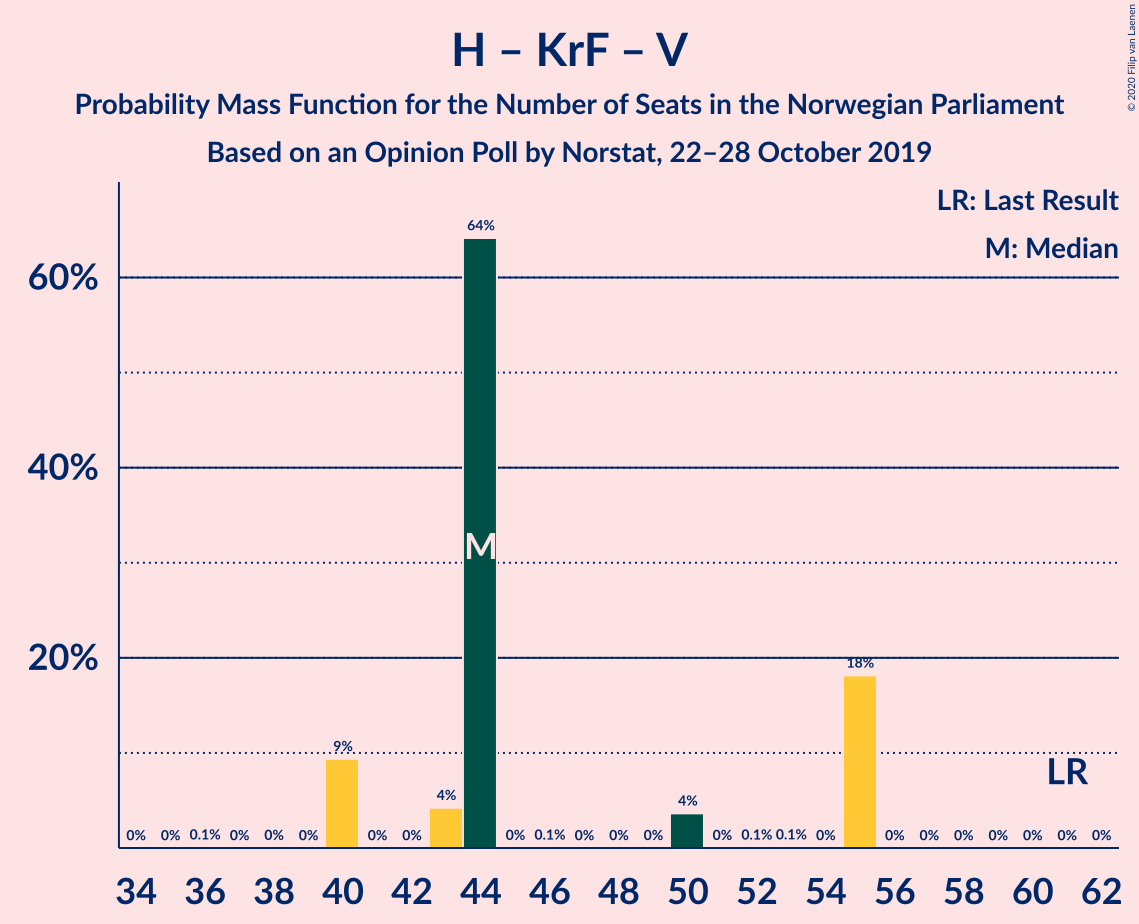 H – KrF – V
Probability Mass Function for the Number of Seats in the Norwegian Parliament
Based on an Opinion Poll by Norstat, 22–28 October 2019
© 2020 Filip van Laenen
LR: Last Result
M: Median
60%
40%
20%
0% 0% 0.1% 0% 0% 0% 9% 0% 0% 4% 64% 0% 0.1% 0% 0% 0% 4% 0% 0.1% 0.1% 0% 18% 0% 0% 0% 0% 0% 0% 0%
M
LR
34 36 38 40 42 44 46 48 50 52 54 56 58 60 62